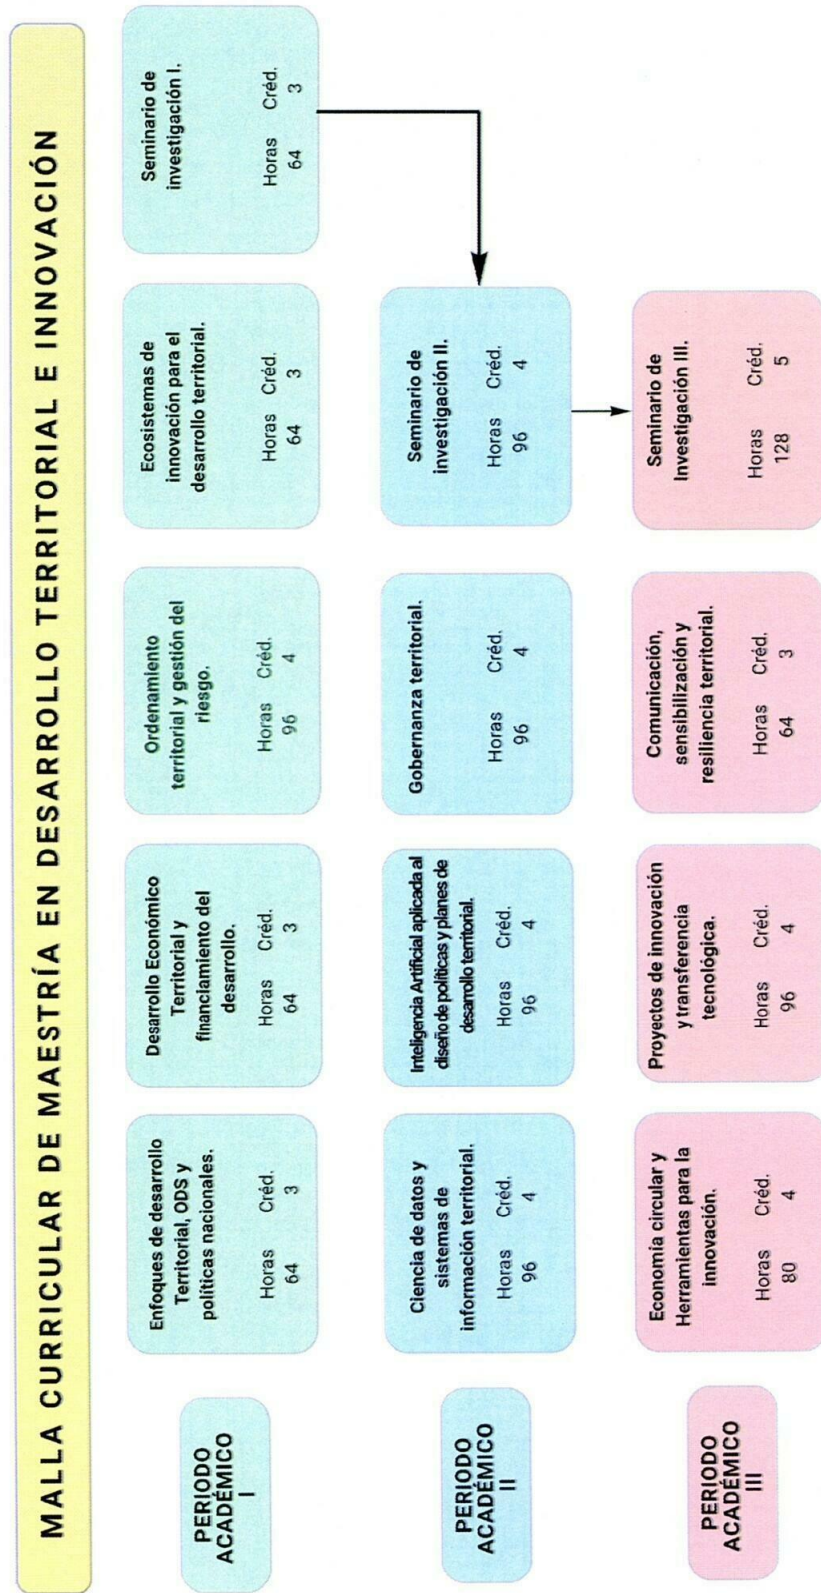 MALLA CURRICULAR DE MAESTRÍA EN DESARROLLO TERRITORIAL E INNOVACIÓN
PERIODO
ACADÉMICO
I
Enfoques de desarrollo
Territorial, ODS y
políticas nacionales.
Horas Créd.
64 3
Desarrollo Económico
Territorial y
financiamiento del
desarrollo.
Horas Créd.
64 3
Ordenamiento
territorial y gestión del
riesgo.
Horas Créd.
96 4
Ecosistemas de
innovación para el
desarrollo territorial.
Horas Créd.
64 3
Seminario de
investigación I.
Horas Créd.
64 3
PERIODO
ACADÉMICO
II
Ciencia de datos y
sistemas de
información territorial.
Horas Créd.
96 4
Inteligencia Artificial aplicada al
diseño de políticas y planes de
desarrollo territorial.
Horas Créd.
96 4
Gobernanza territorial.
Horas Créd.
96 4
Seminario de
investigación II.
Horas Créd.
96 4
PERIODO
ACADÉMICO
III
Economía circular y
Herramientas para la
innovación.
Horas Créd.
80 4
Proyectos de innovación
y transferencia
tecnológica.
Horas Créd.
96 4
Comunicación,
sensibilización y
resiliencia territorial.
Horas Créd.
64 3
Seminario de
Investigación III.
Horas Créd.
128 5